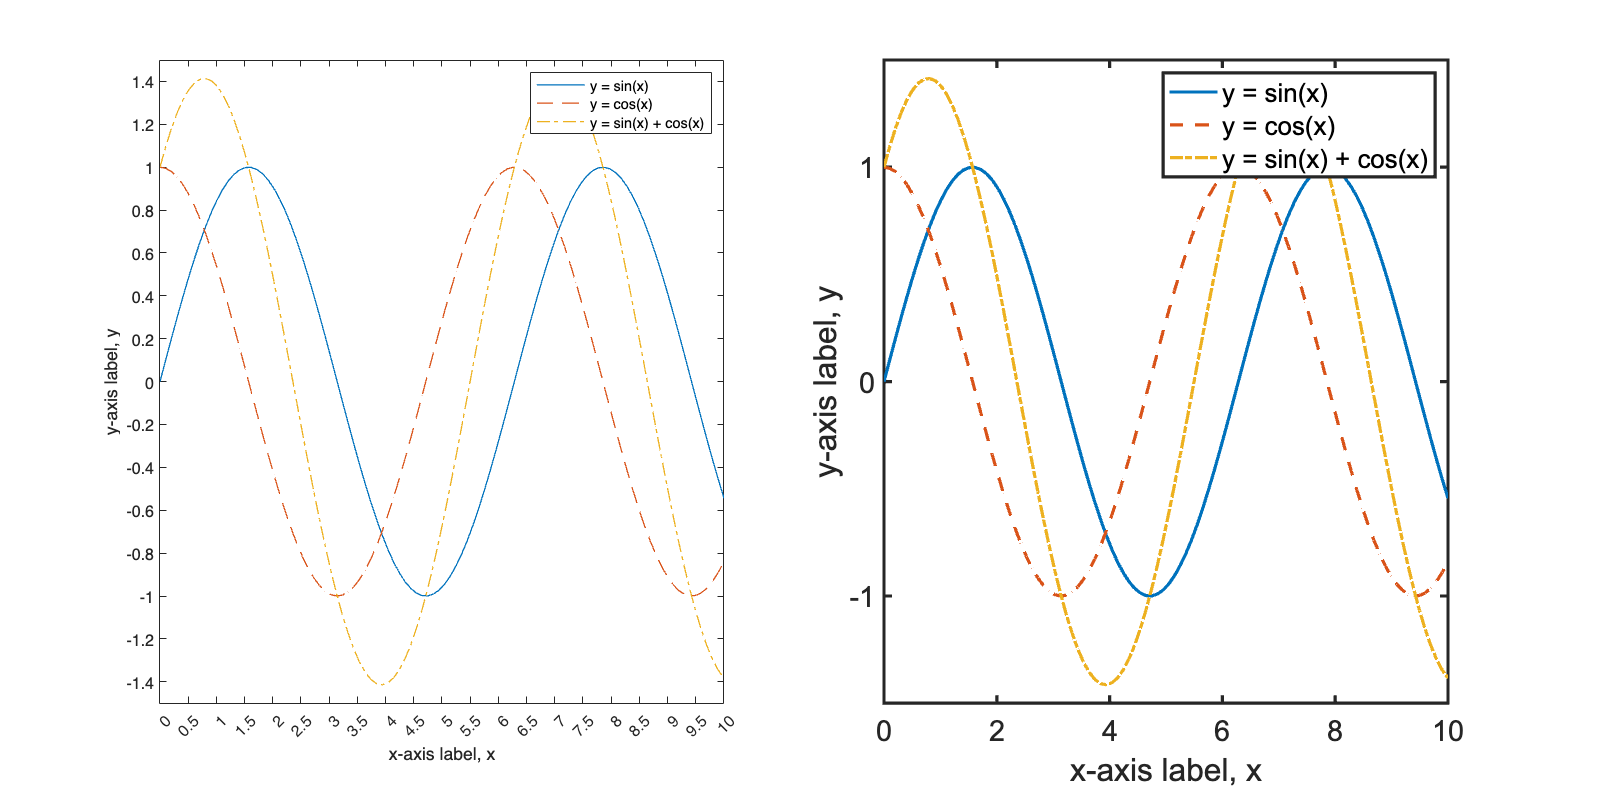 1.4
1.2
1
0.8
0.6
0.4
0.2
0
-0.2
-0.4
-0.6
-0.8
-1
-1.2
-1.4
y-axis label, y
y = sin(x)
y = cos(x)
y = sin(x) + cos(x)
0 0.5 1 1.5 2 2.5 3 3.5 4 4.5 5 5.5 6 6.5 7 7.5 8 8.5 9 9.5 10
x-axis label, x
1
0
-1
y-axis label, y
y = sin(x)
y = cos(x)
y = sin(x) + cos(x)
0 2 4 6 8 10
x-axis label, x